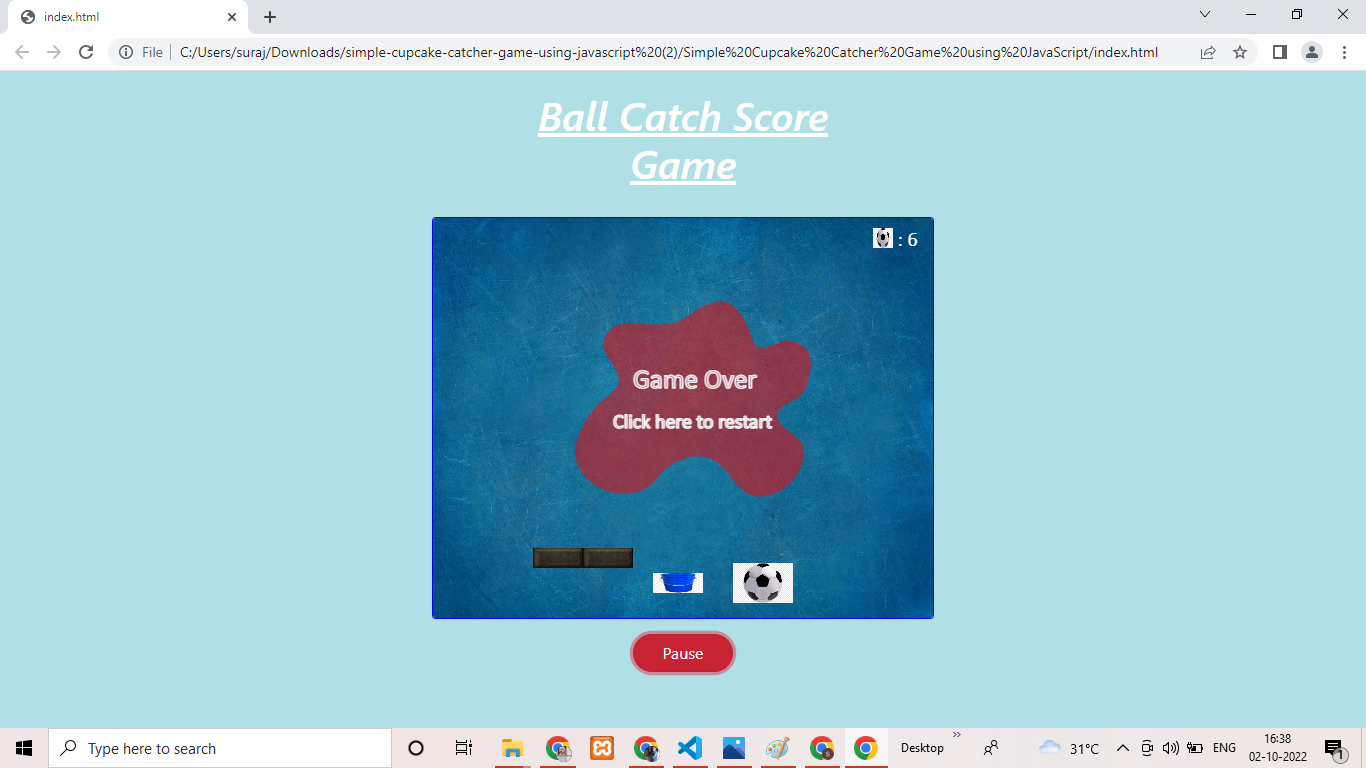 index.html
File
C:/Users/suraj/Downloads/simple-cupcake-catcher-game-using-javascript%20(2)/Simple%20Cupcake%20Catcher%20Game%20using%20JavaScript/index.html
Ball Catch Score
Game
: 6
Game Over
Click here to restart
Pause
Type here to search
Desktop
31°C
ENG
16:38
02-10-2022
1